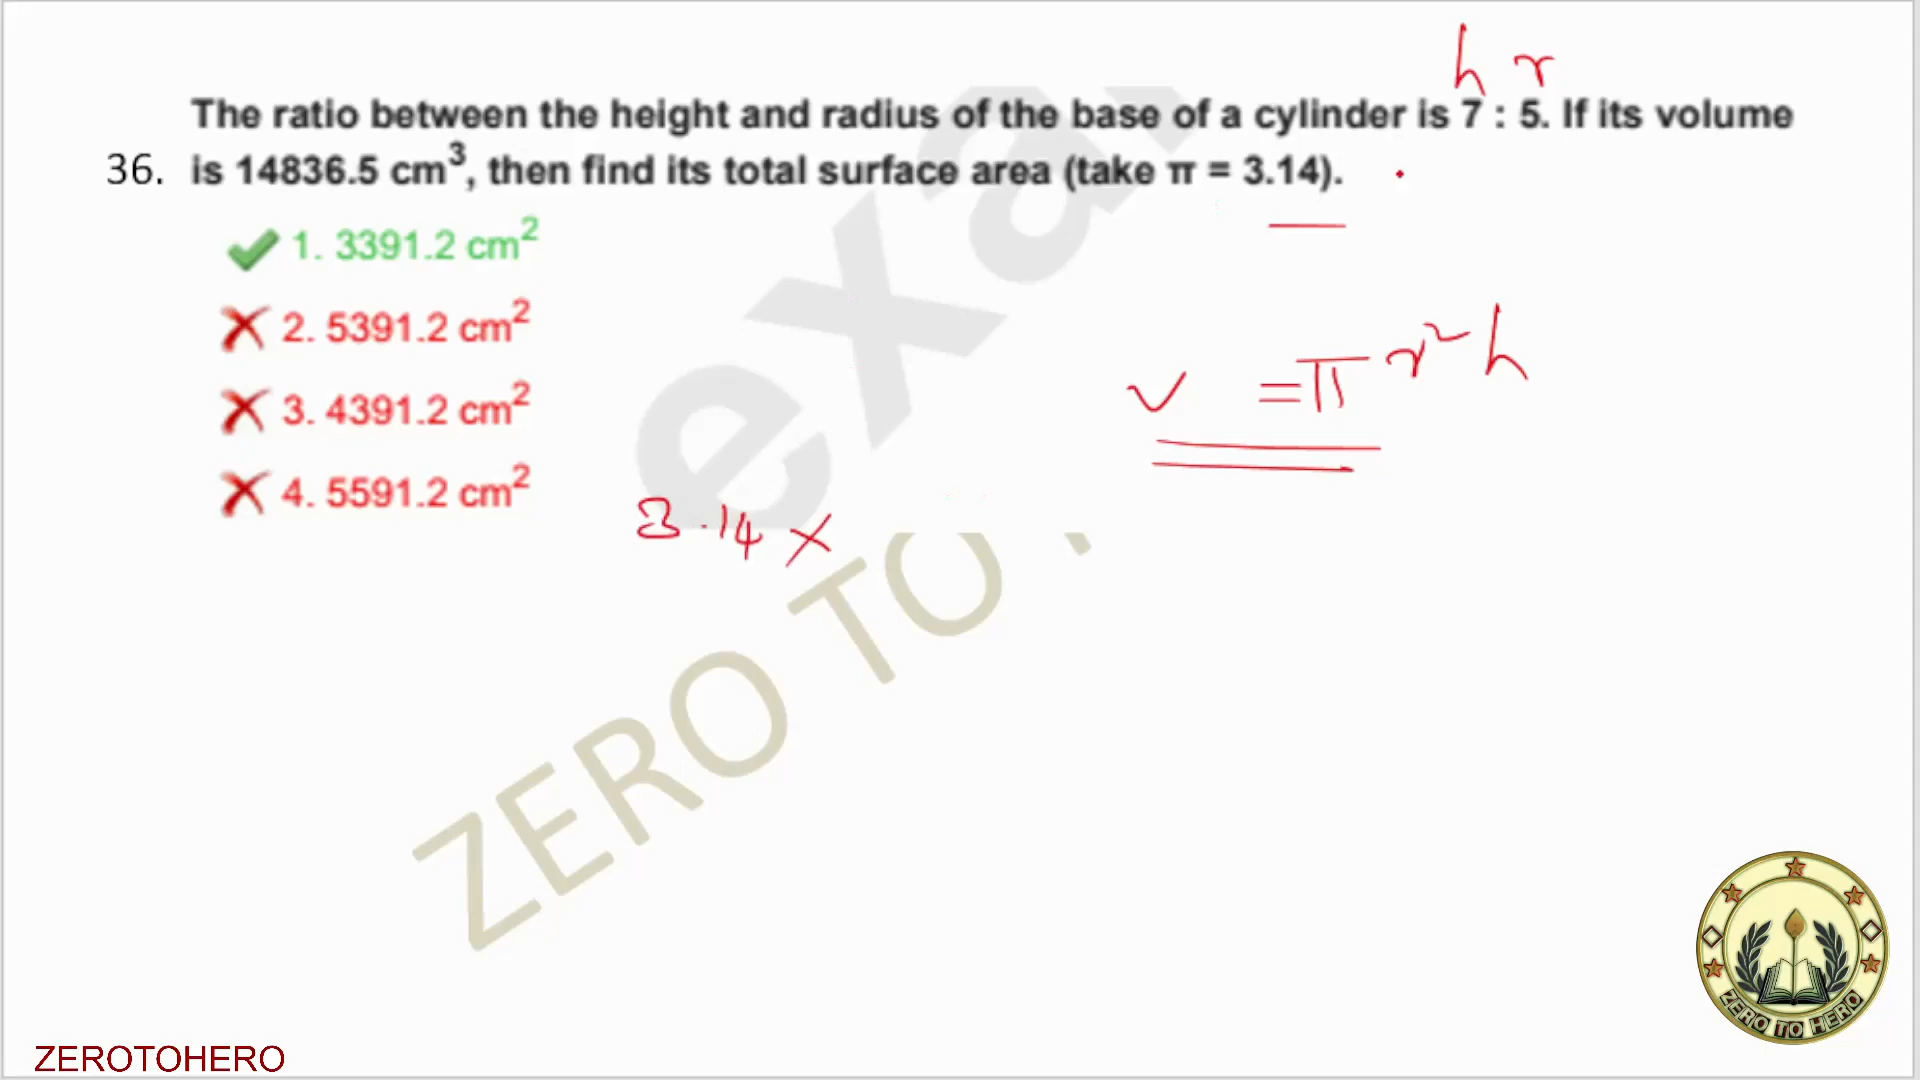 h r
The ratio between the height and radius of the base of a cylinder is 7 : 5. If its volume
36. is 14836.5 cm³, then find its total surface area (take π = 3.14).
1. 3391.2 cm²
2. 5391.2 cm²
3. 4391.2 cm²
4. 5591.2 cm²
v = π r² h
3.14 ×
exa
ZERO TO
ZERO TO HERO
ZEROTOHERO